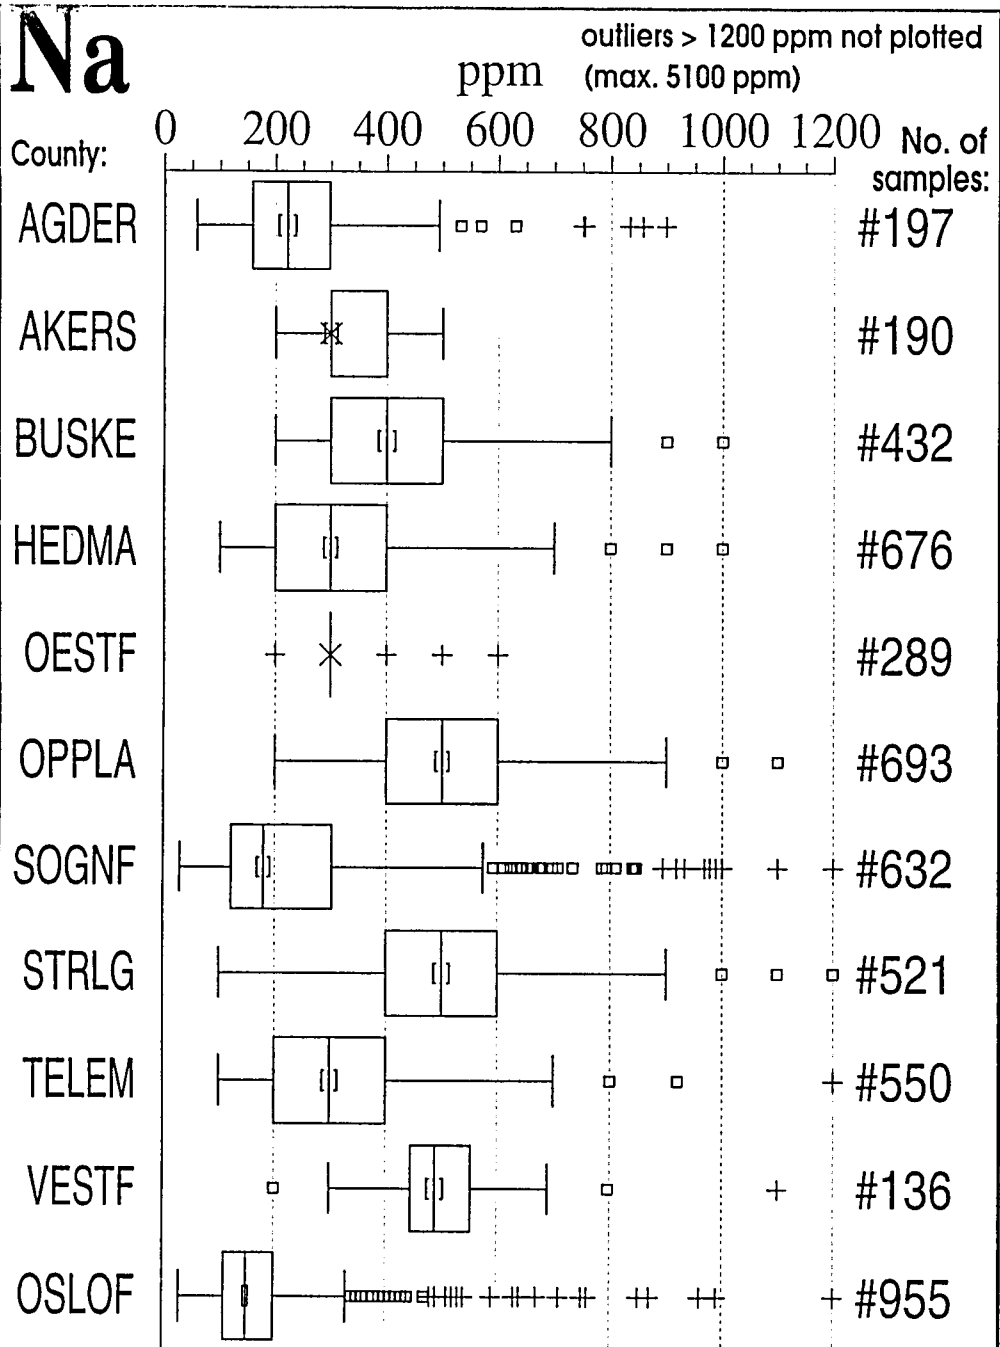 Na
outliers > 1200 ppm not plotted
ppm (max. 5100 ppm)
0 200 400 600 800 1000 1200
County: No. of samples:
AGDER #197
AKERS #190
BUSKE #432
HEDMA #676
OESTF #289
OPPLA #693
SOGNF #632
STRLG #521
TELEM #550
VESTF #136
OSLOF #955